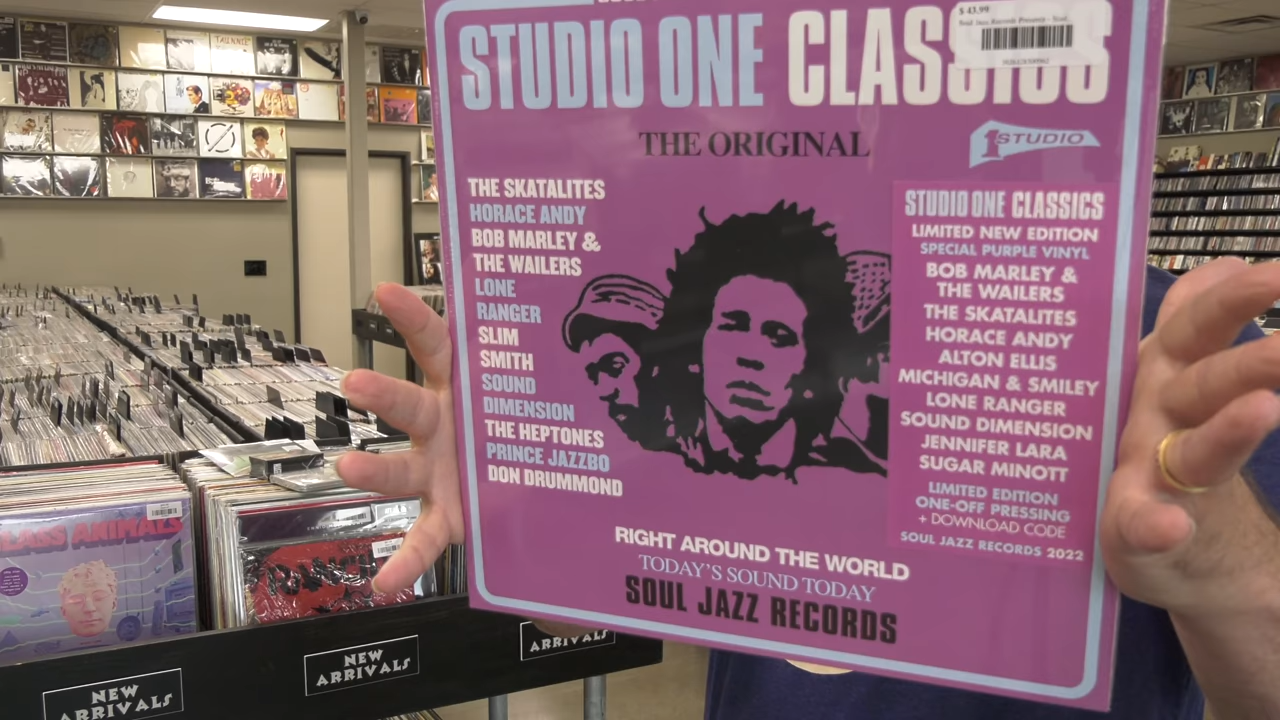 $ 43.99
STUDIO ONE CLASSICS
THE ORIGINAL
1 STUDIO
THE SKATALITES
HORACE ANDY
BOB MARLEY &
THE WAILERS
LONE
RANGER
SLIM
SMITH
SOUND
DIMENSION
THE HEPTONES
PRINCE JAZZBO
DON DRUMMOND
STUDIO ONE CLASSICS
LIMITED NEW EDITION
SPECIAL PURPLE VINYL
BOB MARLEY &
THE WAILERS
THE SKATALITES
HORACE ANDY
ALTON ELLIS
MICHIGAN & SMILEY
LONE RANGER
SOUND DIMENSION
JENNIFER LARA
SUGAR MINOTT
LIMITED EDITION
ONE-OFF PRESSING
+ DOWNLOAD CODE
SOUL JAZZ RECORDS 2022
RIGHT AROUND THE WORLD
TODAY'S SOUND TODAY
SOUL JAZZ RECORDS
ANIMALS
NEW
ARRIVALS
NEW
ARRIVALS
ARRIVALS